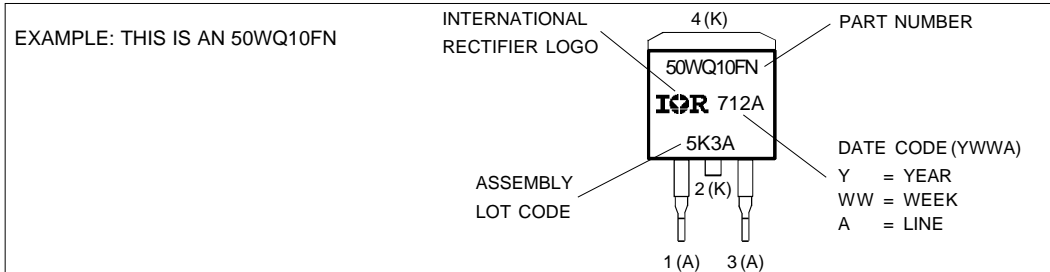 EXAMPLE: THIS IS AN 50WQ10FN
INTERNATIONAL
RECTIFIER LOGO
4 (K)
PART NUMBER
50WQ10FN
IOR 712A
5K3A
ASSEMBLY
LOT CODE
2 (K)
DATE CODE (YWWA)
Y = YEAR
WW = WEEK
A = LINE
1 (A) 3 (A)